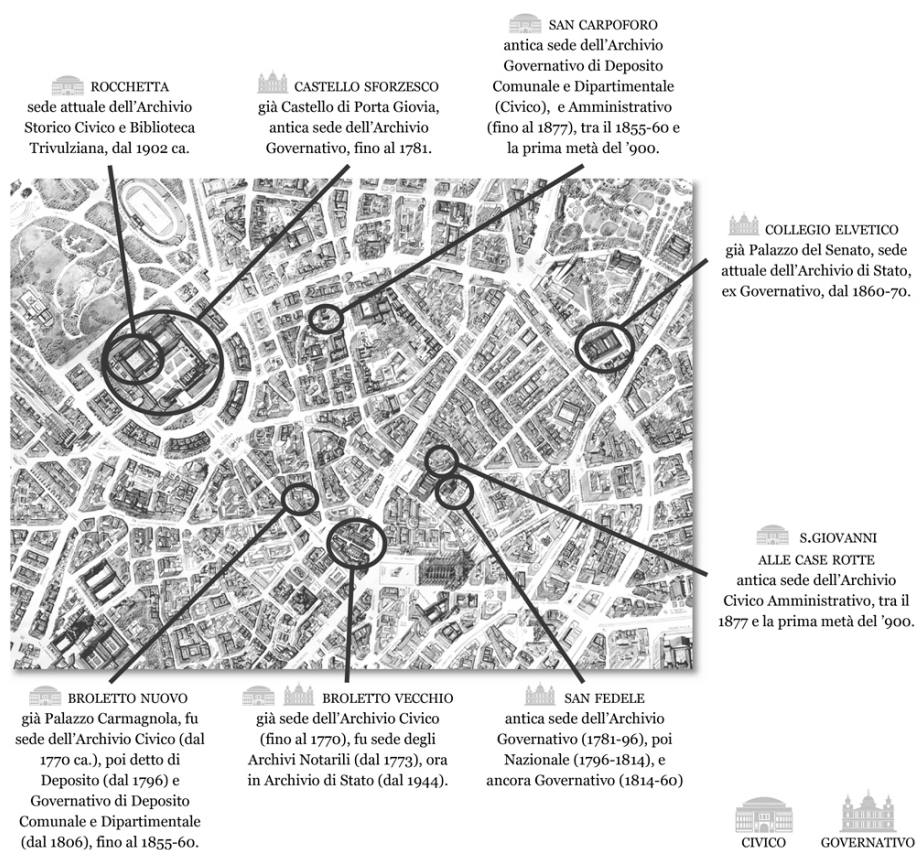 SAN CARPOFORO
antica sede dell'Archivio
Governativo di Deposito
Comunale e Dipartimentale
(Civico),  e Amministrativo
(fino al 1877), tra il 1855-60 e
la prima metà del '900.
ROCCHETTA
sede attuale dell'Archivio
Storico Civico e Biblioteca
Trivulziana, dal 1902 ca.
CASTELLO SFORZESCO
già Castello di Porta Giovia,
antica sede dell'Archivio
Governativo, fino al 1781.
COLLEGIO ELVETICO
già Palazzo del Senato, sede
attuale dell'Archivio di Stato,
ex Governativo, dal 1860-70.
S.GIOVANNI
ALLE CASE ROTTE
antica sede dell'Archivio
Civico Amministrativo, tra il
1877 e la prima metà del '900.
BROLETTO NUOVO
già Palazzo Carmagnola, fu
sede dell'Archivio Civico (dal
1770 ca.), poi detto di
Deposito (dal 1796) e
Governativo di Deposito
Comunale e Dipartimentale
(dal 1806), fino al 1855-60.
BROLETTO VECCHIO
già sede dell'Archivio Civico
(fino al 1770), fu sede degli
Archivi Notarili (dal 1773), ora
in Archivio di Stato (dal 1944).
SAN FEDELE
antica sede dell'Archivio
Governativo (1781-96), poi
Nazionale (1796-1814), e
ancora Governativo (1814-60)
CIVICO
GOVERNATIVO